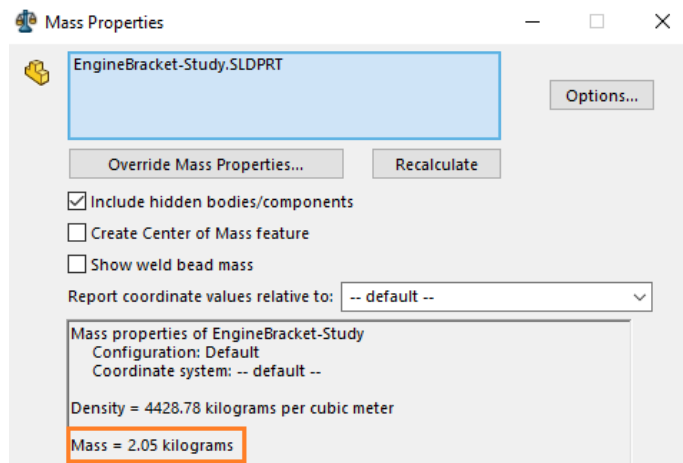 Mass Properties
EngineBracket-Study.SLDPRT
Options...
Override Mass Properties...
Recalculate
Include hidden bodies/components
Create Center of Mass feature
Show weld bead mass
Report coordinate values relative to: -- default --
Mass properties of EngineBracket-Study
Configuration: Default
Coordinate system: -- default --
Density = 4428.78 kilograms per cubic meter
Mass = 2.05 kilograms